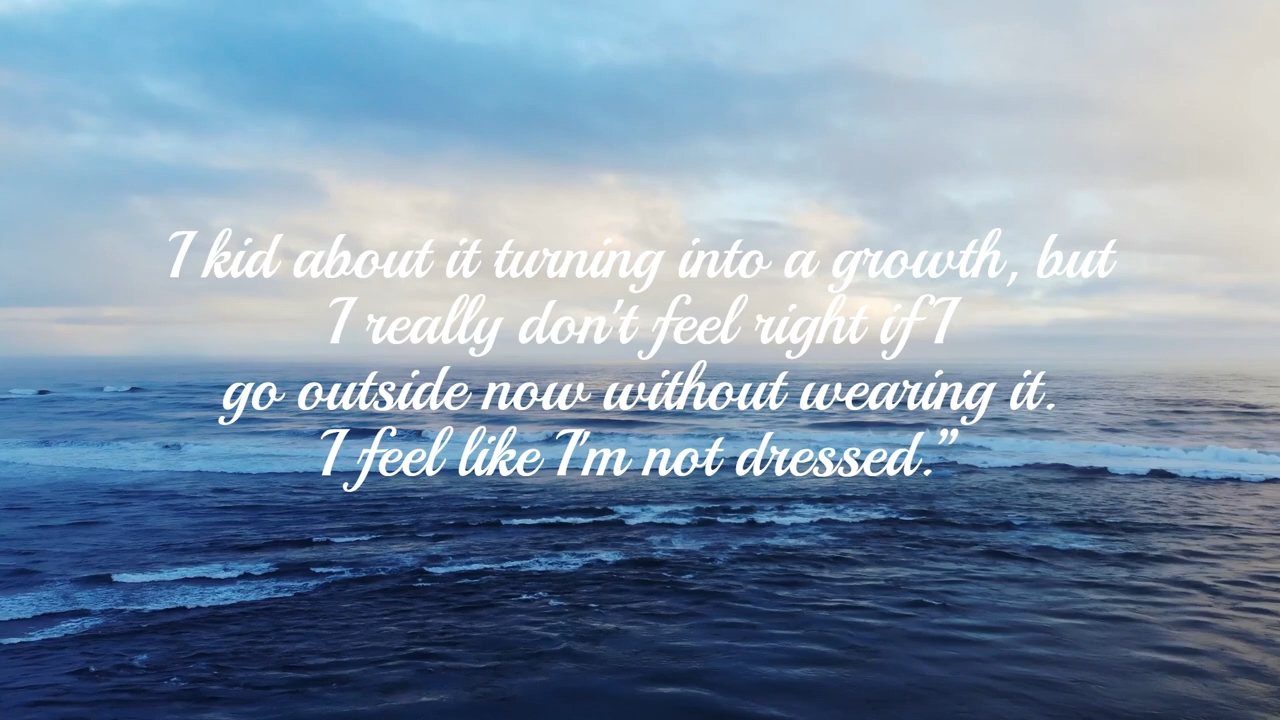 I kid about it turning into a growth, but
I really don't feel right if I
go outside now without wearing it.
I feel like I'm not dressed.”